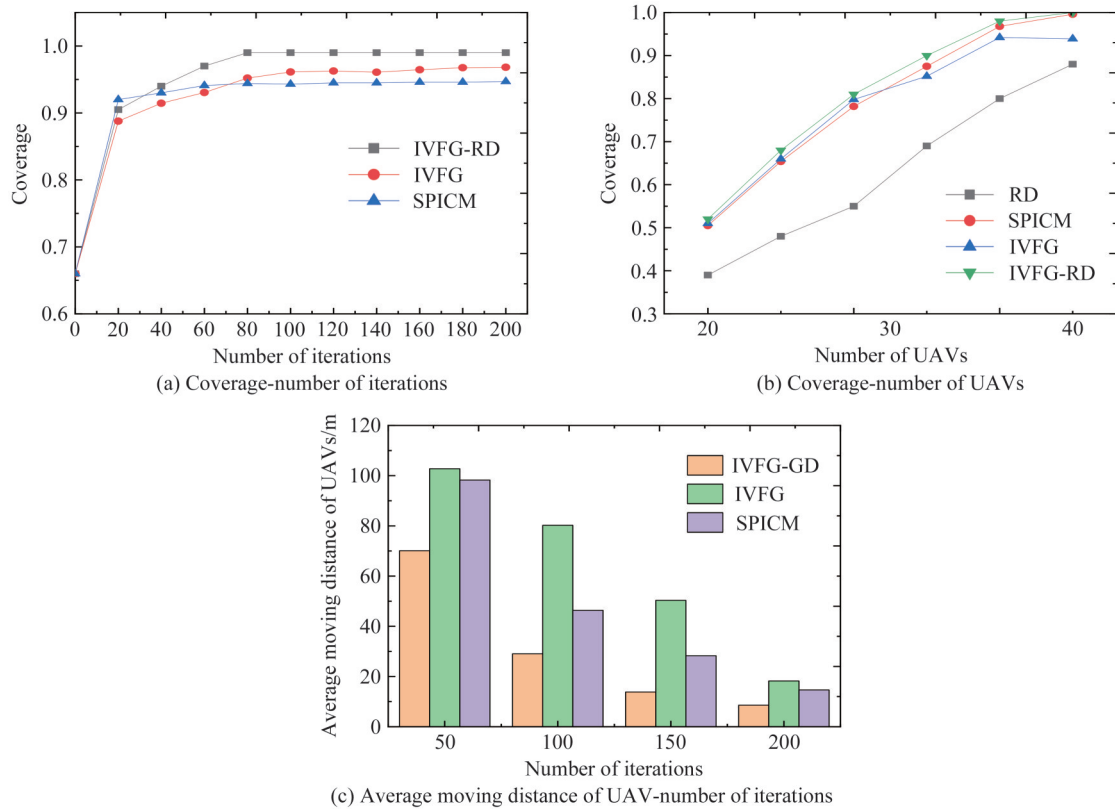 1.0
0.9
0.8
0.7
0.6
Coverage
IVFG-RD
IVFG
SPICM
0 20 40 60 80 100 120 140 160 180 200
Number of iterations
(a) Coverage-number of iterations
1.0
0.9
0.8
0.7
0.6
0.5
0.4
0.3
Coverage
RD
SPICM
IVFG
IVFG-RD
20 30 40
Number of UAVs
(b) Coverage-number of UAVs
120
100
80
60
40
20
0
Average moving distance of UAVs/m
IVFG-GD
IVFG
SPICM
50 100 150 200
Number of iterations
(c) Average moving distance of UAV-number of iterations